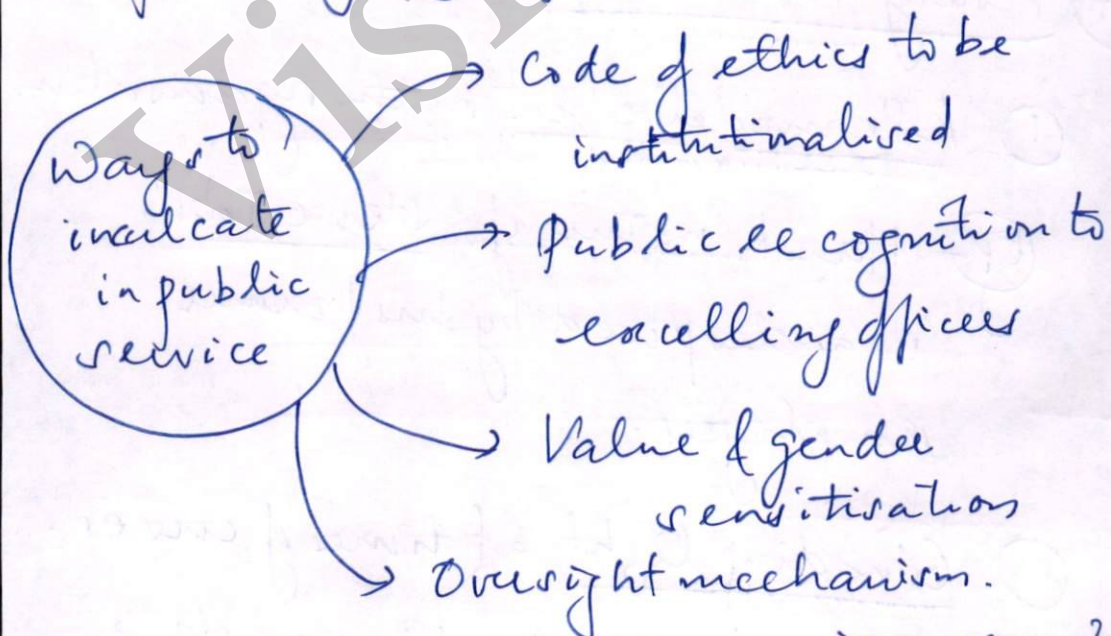 Ways to
inculcate
in public
service
Code of ethics to be
institutionalised
Public recognition to
excelling officers
Value & gender
sensitisation
Oversight mechanism.